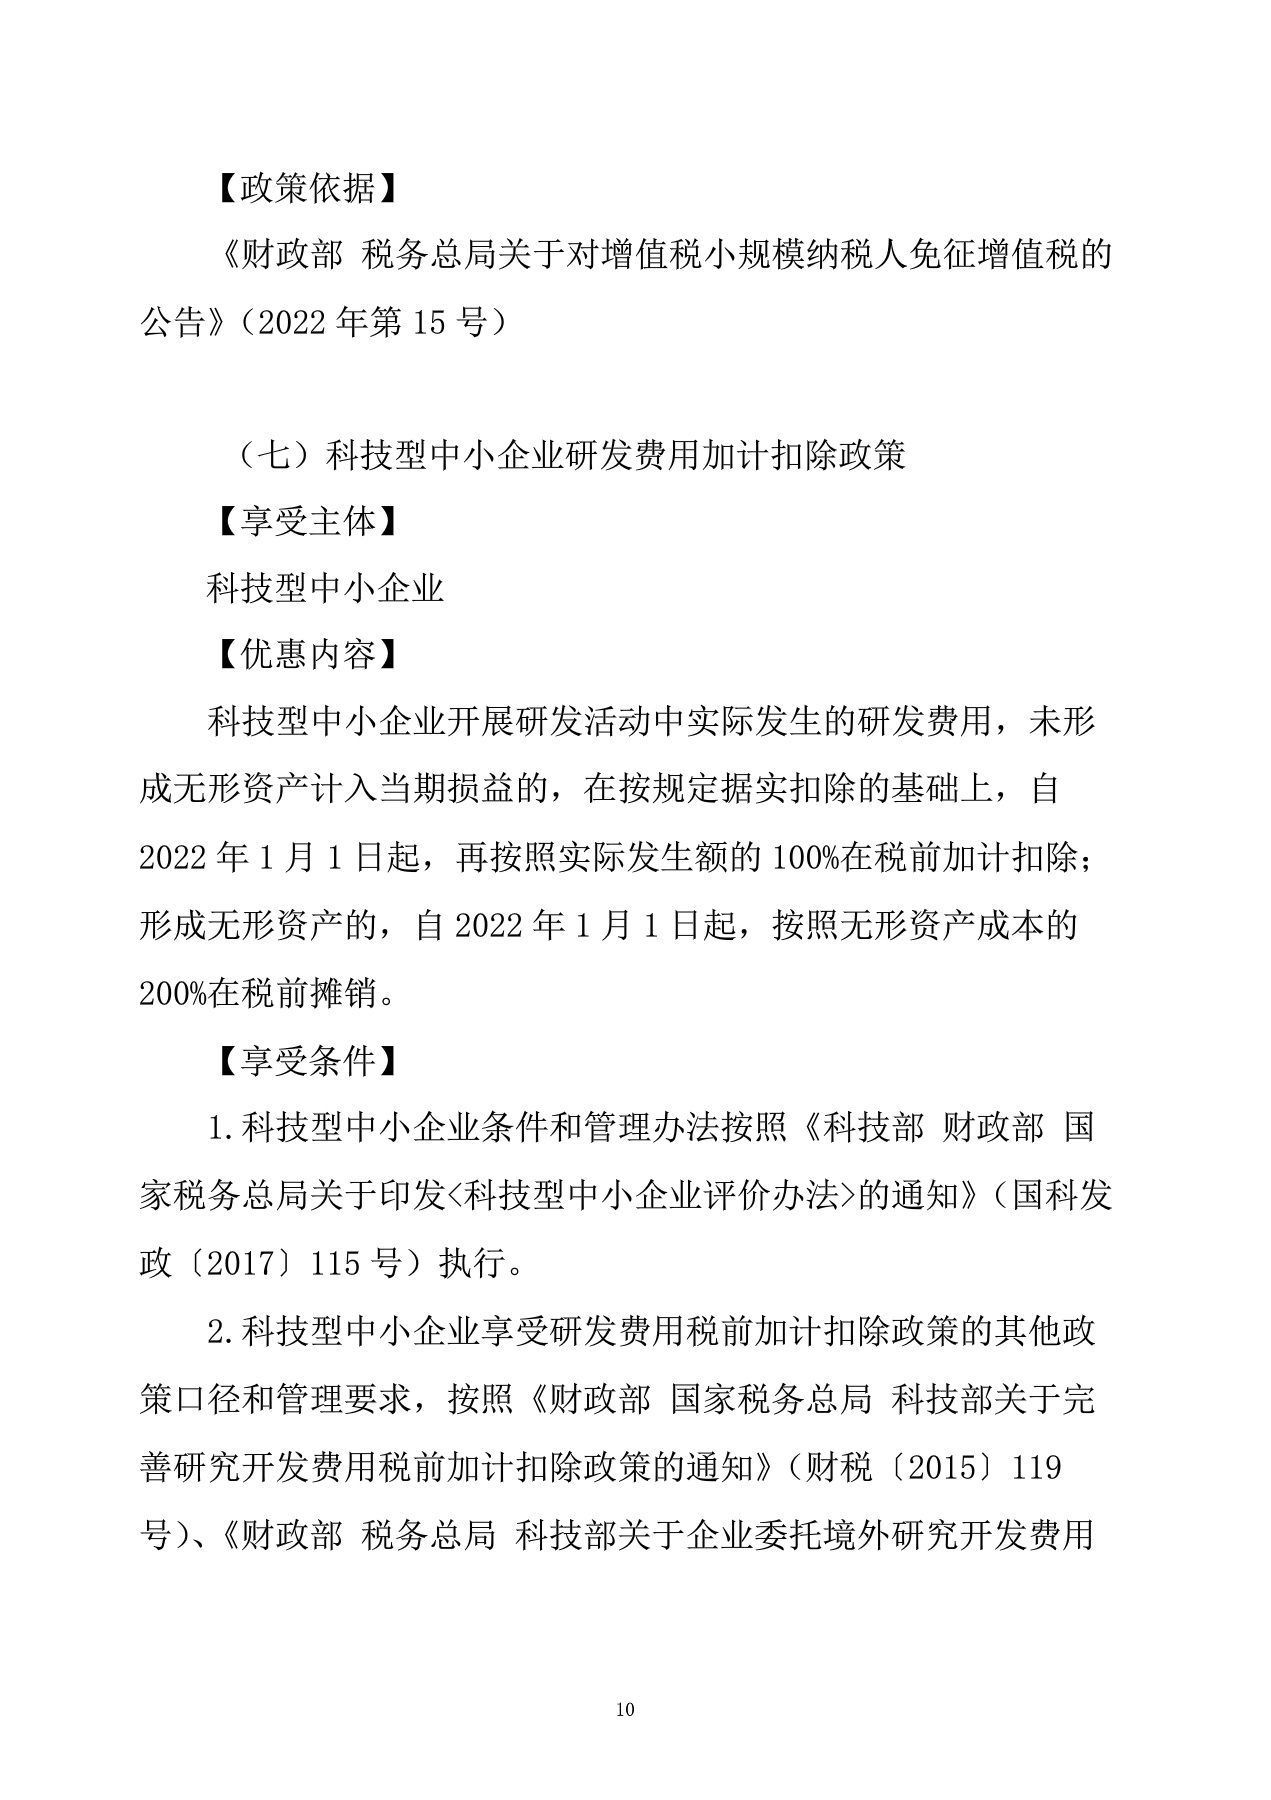 【政策依据】
《财政部 税务总局关于对增值税小规模纳税人免征增值税的
公告》（2022 年第 15 号）
（七）科技型中小企业研发费用加计扣除政策
【享受主体】
科技型中小企业
【优惠内容】
科技型中小企业开展研发活动中实际发生的研发费用，未形
成无形资产计入当期损益的，在按规定据实扣除的基础上，自
2022 年 1 月 1 日起，再按照实际发生额的 100%在税前加计扣除；
形成无形资产的，自 2022 年 1 月 1 日起，按照无形资产成本的
200%在税前摊销。
【享受条件】
1.科技型中小企业条件和管理办法按照《科技部 财政部 国
家税务总局关于印发<科技型中小企业评价办法>的通知》（国科发
政〔2017〕115 号）执行。
2.科技型中小企业享受研发费用税前加计扣除政策的其他政
策口径和管理要求，按照《财政部 国家税务总局 科技部关于完
善研究开发费用税前加计扣除政策的通知》（财税〔2015〕119
号）、《财政部 税务总局 科技部关于企业委托境外研究开发费用
10